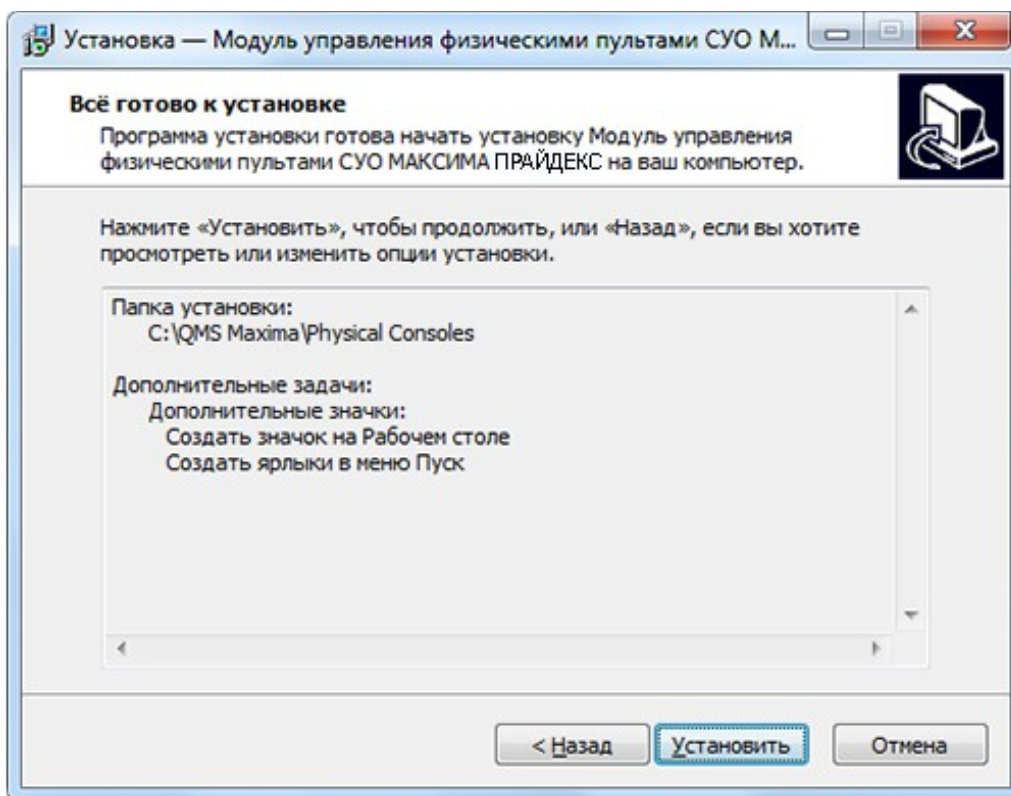 Установка — Модуль управления физическими пультами СУО М...
Всё готово к установке
Программа установки готова начать установку Модуль управления
физическими пультами СУО МАКСИМА ПРАЙДЕКС на ваш компьютер.
Нажмите «Установить», чтобы продолжить, или «Назад», если вы хотите
просмотреть или изменить опции установки.
Папка установки:
C:\QMS Maxima\Physical Consoles
Дополнительные задачи:
Дополнительные значки:
Создать значок на Рабочем столе
Создать ярлыки в меню Пуск
< Назад
Установить
Отмена